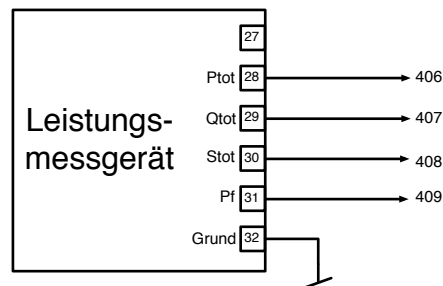 27
Ptot 28 406
Qtot 29 407
Leistungs-
messgerät
Stot 30 408
Pf 31 409
Grund 32